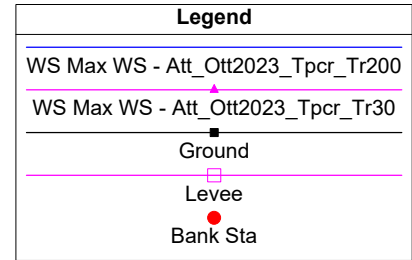 Legend
WS Max WS - Att_Ott2023_Tpcr_Tr200
WS Max WS - Att_Ott2023_Tpcr_Tr30
Ground
Levee
Bank Sta